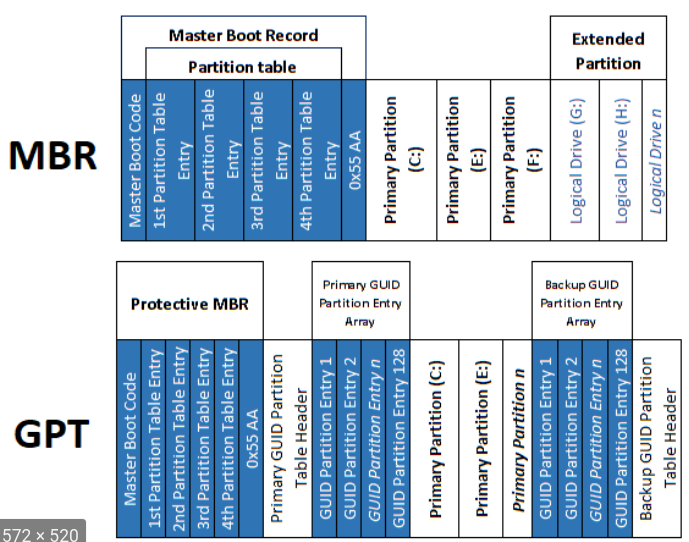 Master Boot Record
Partition table
Extended
Partition
MBR
Master Boot Code
1st Partition Table
Entry
2nd Partition Table
Entry
3rd Partition Table
Entry
4th Partition Table
Entry
0x55 AA
Primary Partition
(C:)
Primary Partition
(E:)
Primary Partition
(F:)
Logical Drive (G:)
Logical Drive (H:)
Logical Drive n
Protective MBR
Primary GUID
Partition Entry
Array
Backup GUID
Partition Entry
Array
GPT
Master Boot Code
1st Partition Table Entry
2nd Partition Table Entry
3rd Partition Table Entry
4th Partition Table Entry
0x55 AA
Primary GUID Partition
Table Header
GUID Partition Entry 1
GUID Partition Entry 2
GUID Partition Entry n
GUID Partition Entry 128
Primary Partition (C:)
Primary Partition (E:)
Primary Partition n
GUID Partition Entry 1
GUID Partition Entry 2
GUID Partition Entry n
GUID Partition Entry 128
Backup GUID Partition
Table Header
572 × 520